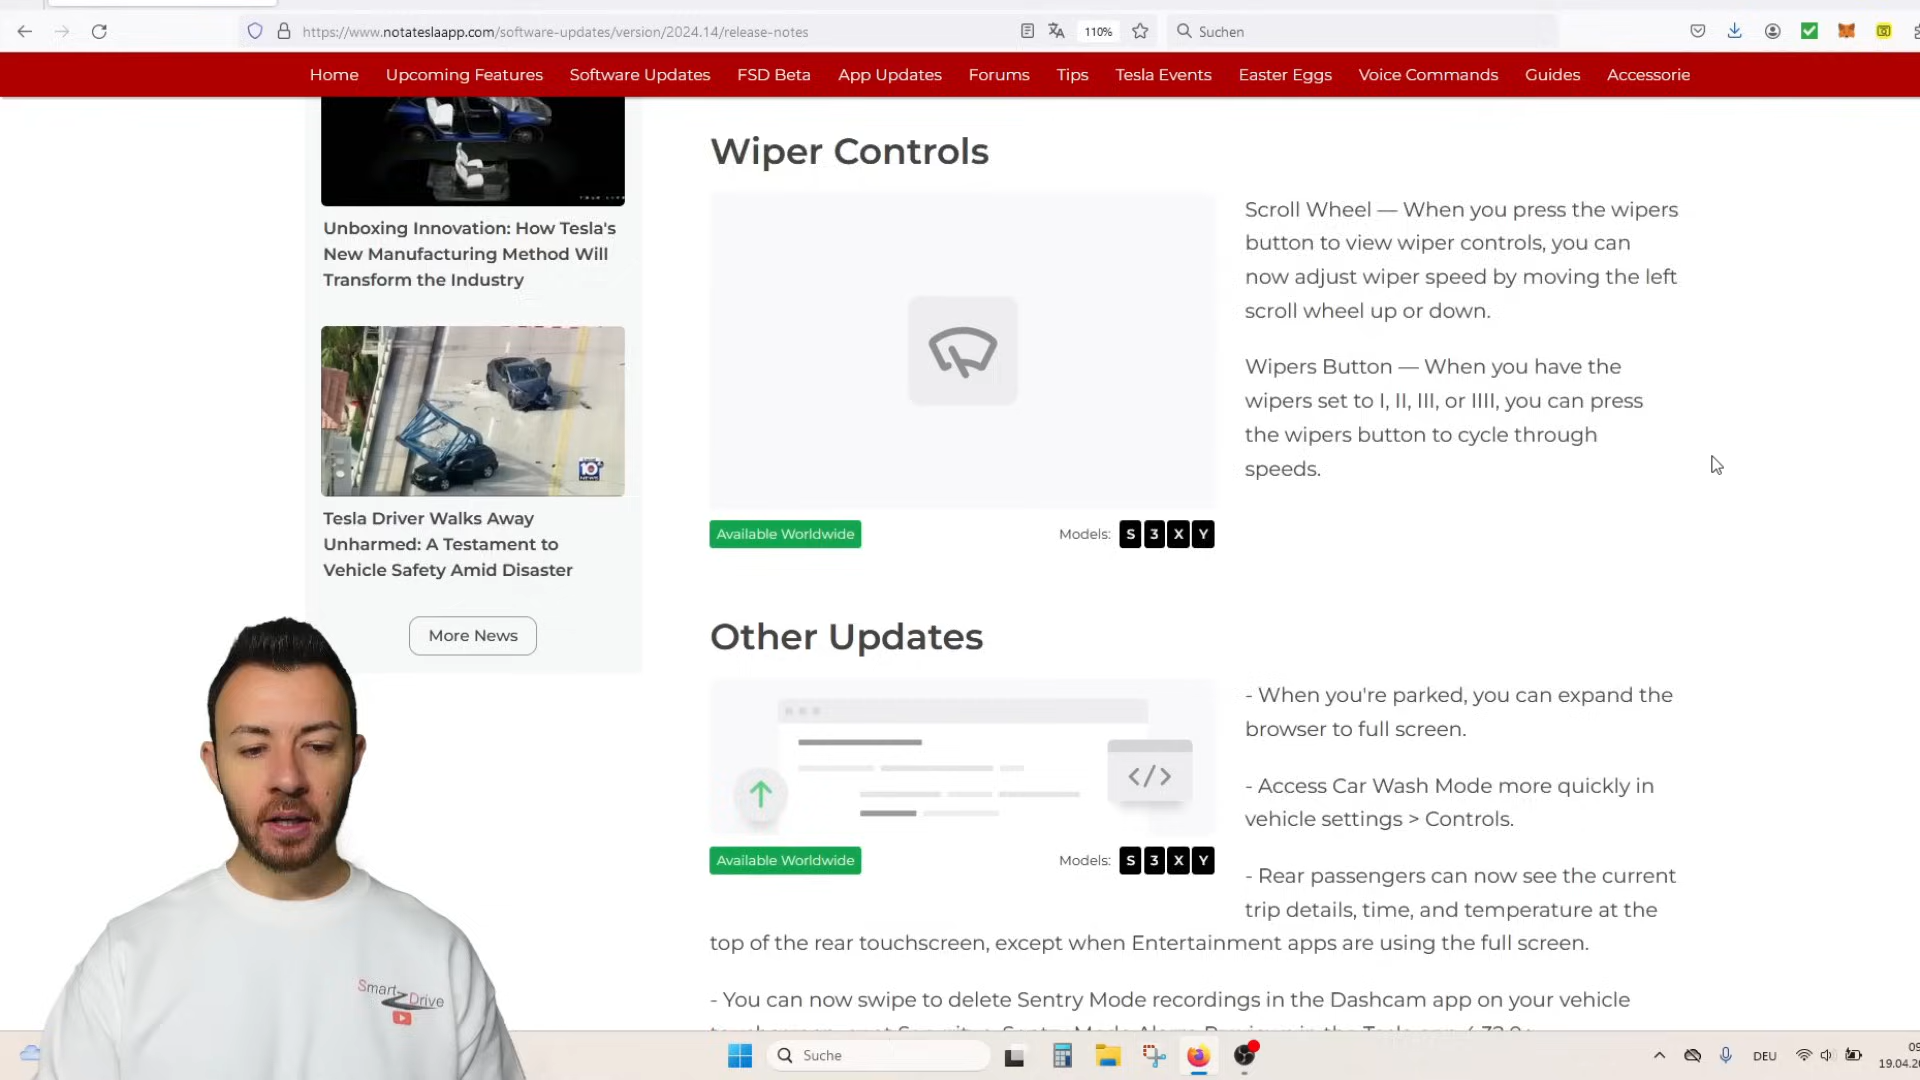 https://www.notateslaapp.com/software-updates/version/2024.14/release-notes
110%
Suchen
Home
Upcoming Features
Software Updates
FSD Beta
App Updates
Forums
Tips
Tesla Events
Easter Eggs
Voice Commands
Guides
Accessorie
Unboxing Innovation: How Tesla's
New Manufacturing Method Will
Transform the Industry
Tesla Driver Walks Away
Unharmed: A Testament to
Vehicle Safety Amid Disaster
More News
Wiper Controls
Scroll Wheel — When you press the wipers
button to view wiper controls, you can
now adjust wiper speed by moving the left
scroll wheel up or down.
Wipers Button — When you have the
wipers set to I, II, III, or IIII, you can press
the wipers button to cycle through
speeds.
Available Worldwide
Models: S 3 X Y
Other Updates
- When you're parked, you can expand the
browser to full screen.
- Access Car Wash Mode more quickly in
vehicle settings > Controls.
- Rear passengers can now see the current
trip details, time, and temperature at the
top of the rear touchscreen, except when Entertainment apps are using the full screen.
Available Worldwide
Models: S 3 X Y
- You can now swipe to delete Sentry Mode recordings in the Dashcam app on your vehicle
</>
10
Smart Drive
Suche
DEU
09
19.04.2